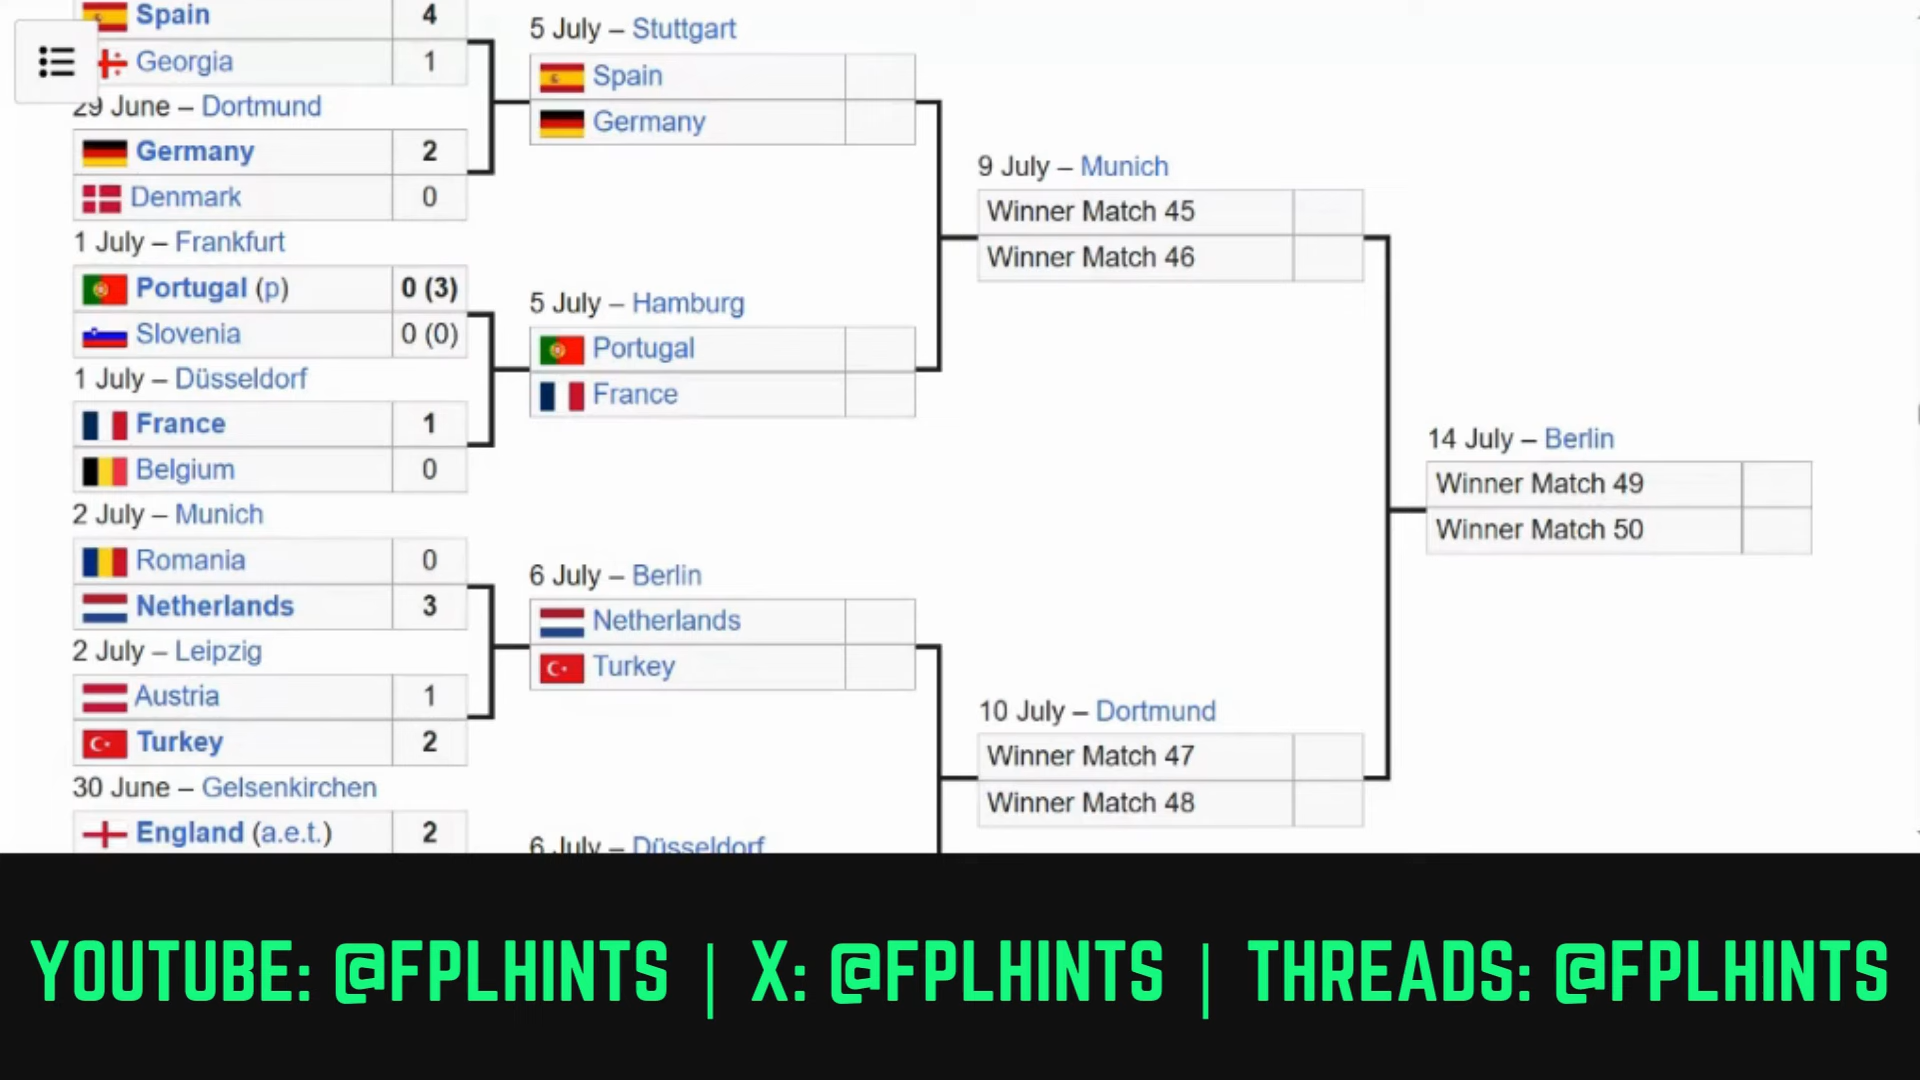 Spain 4
Georgia 1
29 June – Dortmund
Germany 2
Denmark 0
1 July – Frankfurt
Portugal (p) 0 (3)
Slovenia 0 (0)
1 July – Düsseldorf
France 1
Belgium 0
2 July – Munich
Romania 0
Netherlands 3
2 July – Leipzig
Austria 1
Turkey 2
30 June – Gelsenkirchen
England (a.e.t.) 2
5 July – Stuttgart
Spain
Germany
5 July – Hamburg
Portugal
France
6 July – Berlin
Netherlands
Turkey
6 July – Düsseldorf
9 July – Munich
Winner Match 45
Winner Match 46
10 July – Dortmund
Winner Match 47
Winner Match 48
14 July – Berlin
Winner Match 49
Winner Match 50
YOUTUBE: @FPLHINTS | X: @FPLHINTS | THREADS: @FPLHINTS